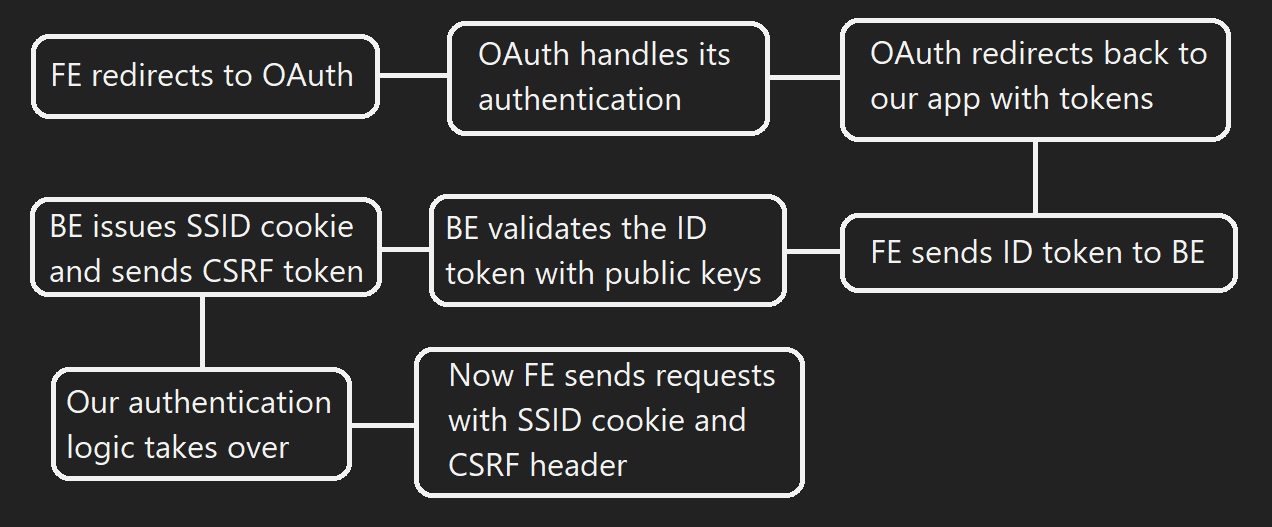 FE redirects to OAuth
OAuth handles its
authentication
OAuth redirects back to
our app with tokens
FE sends ID token to BE
BE validates the ID
token with public keys
BE issues SSID cookie
and sends CSRF token
Our authentication
logic takes over
Now FE sends requests
with SSID cookie and
CSRF header